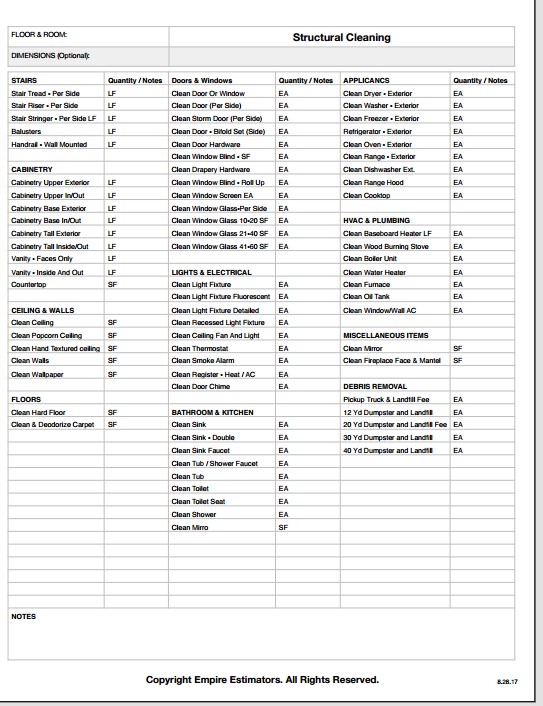 FLOOR & ROOM: Structural Cleaning
DIMENSIONS (Optional):
STAIRS Quantity / Notes Doors & Windows Quantity / Notes APPLICANCS Quantity / Notes
Stair Tread • Per Side LF Clean Door Or Window EA Clean Dryer • Exterior EA
Stair Riser • Per Side LF Clean Door (Per Side) EA Clean Washer • Exterior EA
Stair Stringer • Per Side LF LF Clean Storm Door (Per Side) EA Clean Freezer • Exterior EA
Balusters LF Clean Door • Bifold Set (Side) EA Refrigerator • Exterior EA
Handrail • Wall Mounted LF Clean Door Hardware EA Clean Oven • Exterior EA
Clean Window Blind • SF EA Clean Range • Exterior EA
CABINETRY Clean Drapery Hardware EA Clean Dishwasher Ext. EA
Cabinetry Upper Exterior LF Clean Window Blind • Roll Up EA Clean Range Hood EA
Cabinetry Upper In/Out LF Clean Window Screen EA EA Clean Cooktop EA
Cabinetry Base Exterior LF Clean Window Glass•Per Side EA
Cabinetry Base In/Out LF Clean Window Glass 10•20 SF EA HVAC & PLUMBING
Cabinetry Tall Exterior LF Clean Window Glass 21•40 SF EA Clean Baseboard Heater LF EA
Cabinetry Tall Inside/Out LF Clean Window Glass 41•60 SF EA Clean Wood Burning Stove EA
Vanity • Faces Only LF Clean Boiler Unit EA
Vanity • Inside And Out LF LIGHTS & ELECTRICAL Clean Water Heater EA
Countertop SF Clean Light Fixture EA Clean Furnace EA
Clean Light Fixture Fluorescent EA Clean Oil Tank EA
CEILING & WALLS Clean Light Fixture Detailed EA Clean Window/Wall AC EA
Clean Ceiling SF Clean Recessed Light Fixture EA
Clean Popcorn Ceiling SF Clean Ceiling Fan And Light EA MISCELLANEOUS ITEMS
Clean Hand Textured ceiling SF Clean Thermostat EA Clean Mirror SF
Clean Walls SF Clean Smoke Alarm EA Clean Fireplace Face & Mantel SF
Clean Wallpaper SF Clean Register • Heat / AC EA
Clean Door Chime EA DEBRIS REMOVAL
FLOORS Pickup Truck & Landfill Fee EA
Clean Hard Floor SF BATHROOM & KITCHEN 12 Yd Dumpster and Landfill EA
Clean & Deodorize Carpet SF Clean Sink EA 20 Yd Dumpster and Landfill Fee EA
Clean Sink • Double EA 30 Yd Dumpster and Landfill EA
Clean Sink Faucet EA 40 Yd Dumpster and Landfill EA
Clean Tub / Shower Faucet EA
Clean Tub EA
Clean Toilet EA
Clean Toilet Seat EA
Clean Shower EA
Clean Mirro SF
NOTES
Copyright Empire Estimators. All Rights Reserved. 8.28.17